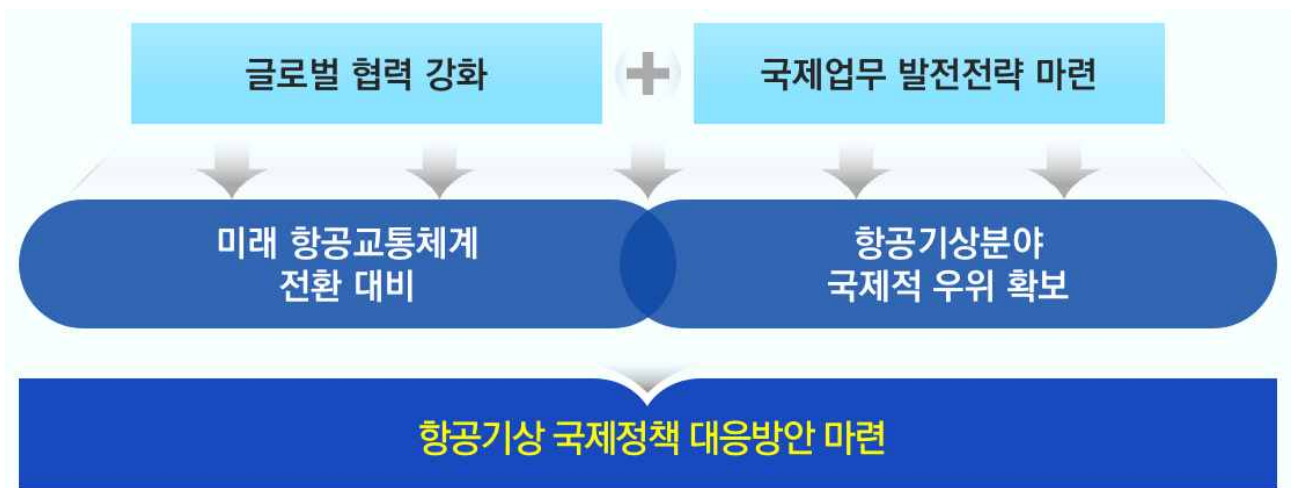 글로벌 협력 강화
국제업무 발전전략 마련
미래 항공교통체계
전환 대비
항공기상분야
국제적 우위 확보
항공기상 국제정책 대응방안 마련